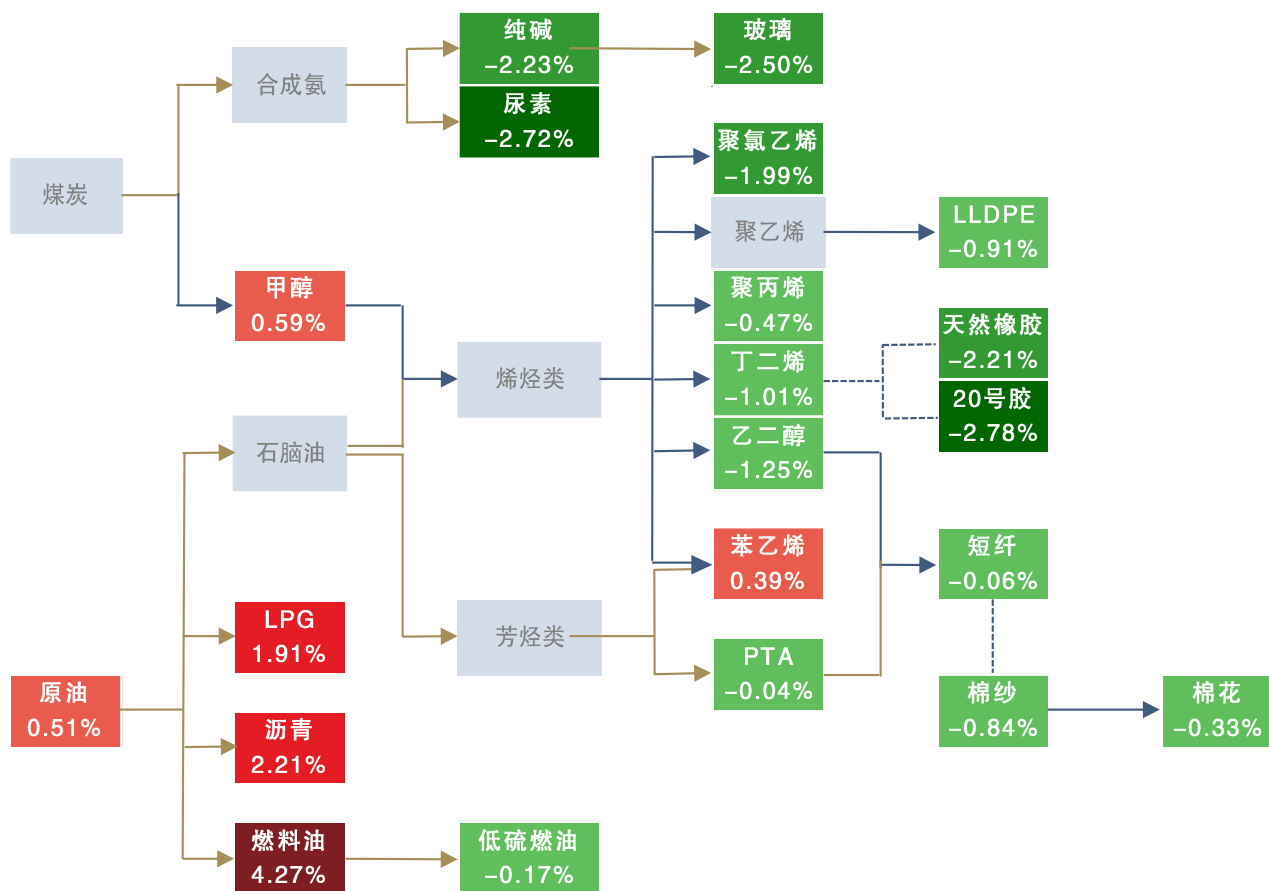 纯碱
-2.23%
玻璃
-2.50%
合成氨
尿素
-2.72%
聚氯乙烯
-1.99%
煤炭
聚乙烯
LLDPE
-0.91%
甲醇
0.59%
聚丙烯
-0.47%
天然橡胶
-2.21%
烯烃类
丁二烯
-1.01%
20号胶
-2.78%
石脑油
乙二醇
-1.25%
苯乙烯
0.39%
短纤
-0.06%
LPG
1.91%
芳烃类
PTA
-0.04%
原油
0.51%
沥青
2.21%
棉纱
-0.84%
棉花
-0.33%
燃料油
4.27%
低硫燃油
-0.17%